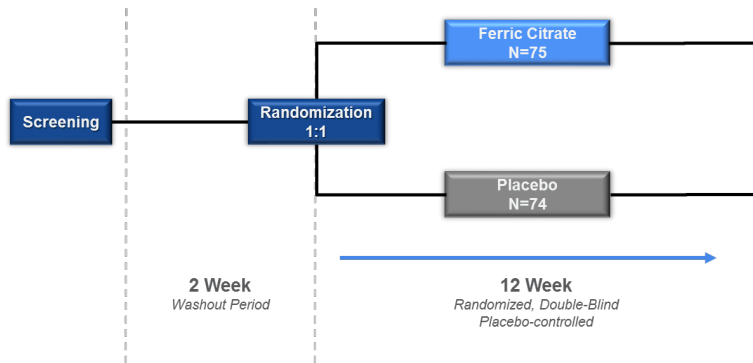 Ferric Citrate
N=75
Screening
Randomization
1:1
Placebo
N=74
2 Week
Washout Period
12 Week
Randomized, Double-Blind
Placebo-controlled